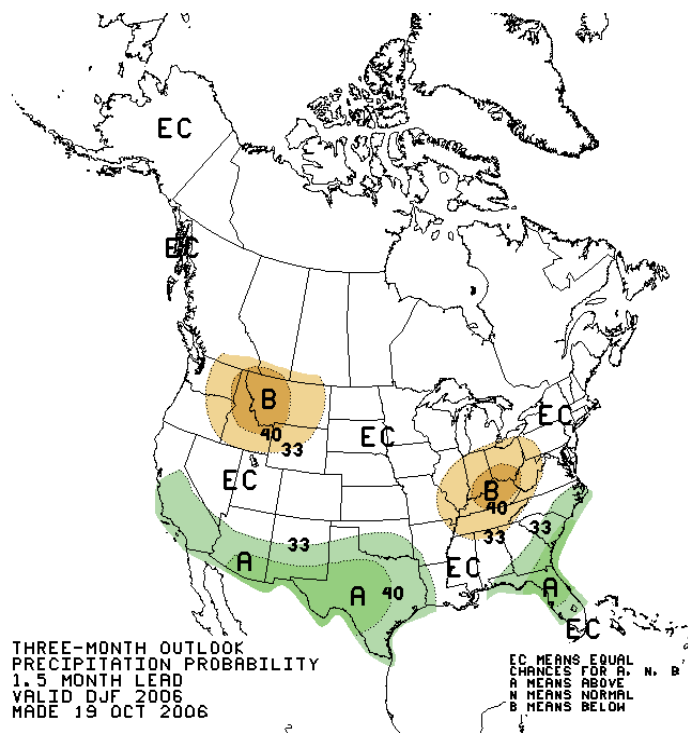 EC
EC
B
40
33
EC
EC
EC
B
40
33
33
33
EC
A
A
40
A
EC
THREE-MONTH OUTLOOK
PRECIPITATION PROBABILITY
1.5 MONTH LEAD
VALID DJF 2006
MADE 19 OCT 2006
EC MEANS EQUAL
CHANCES FOR A, N, B
A MEANS ABOVE
N MEANS NORMAL
B MEANS BELOW